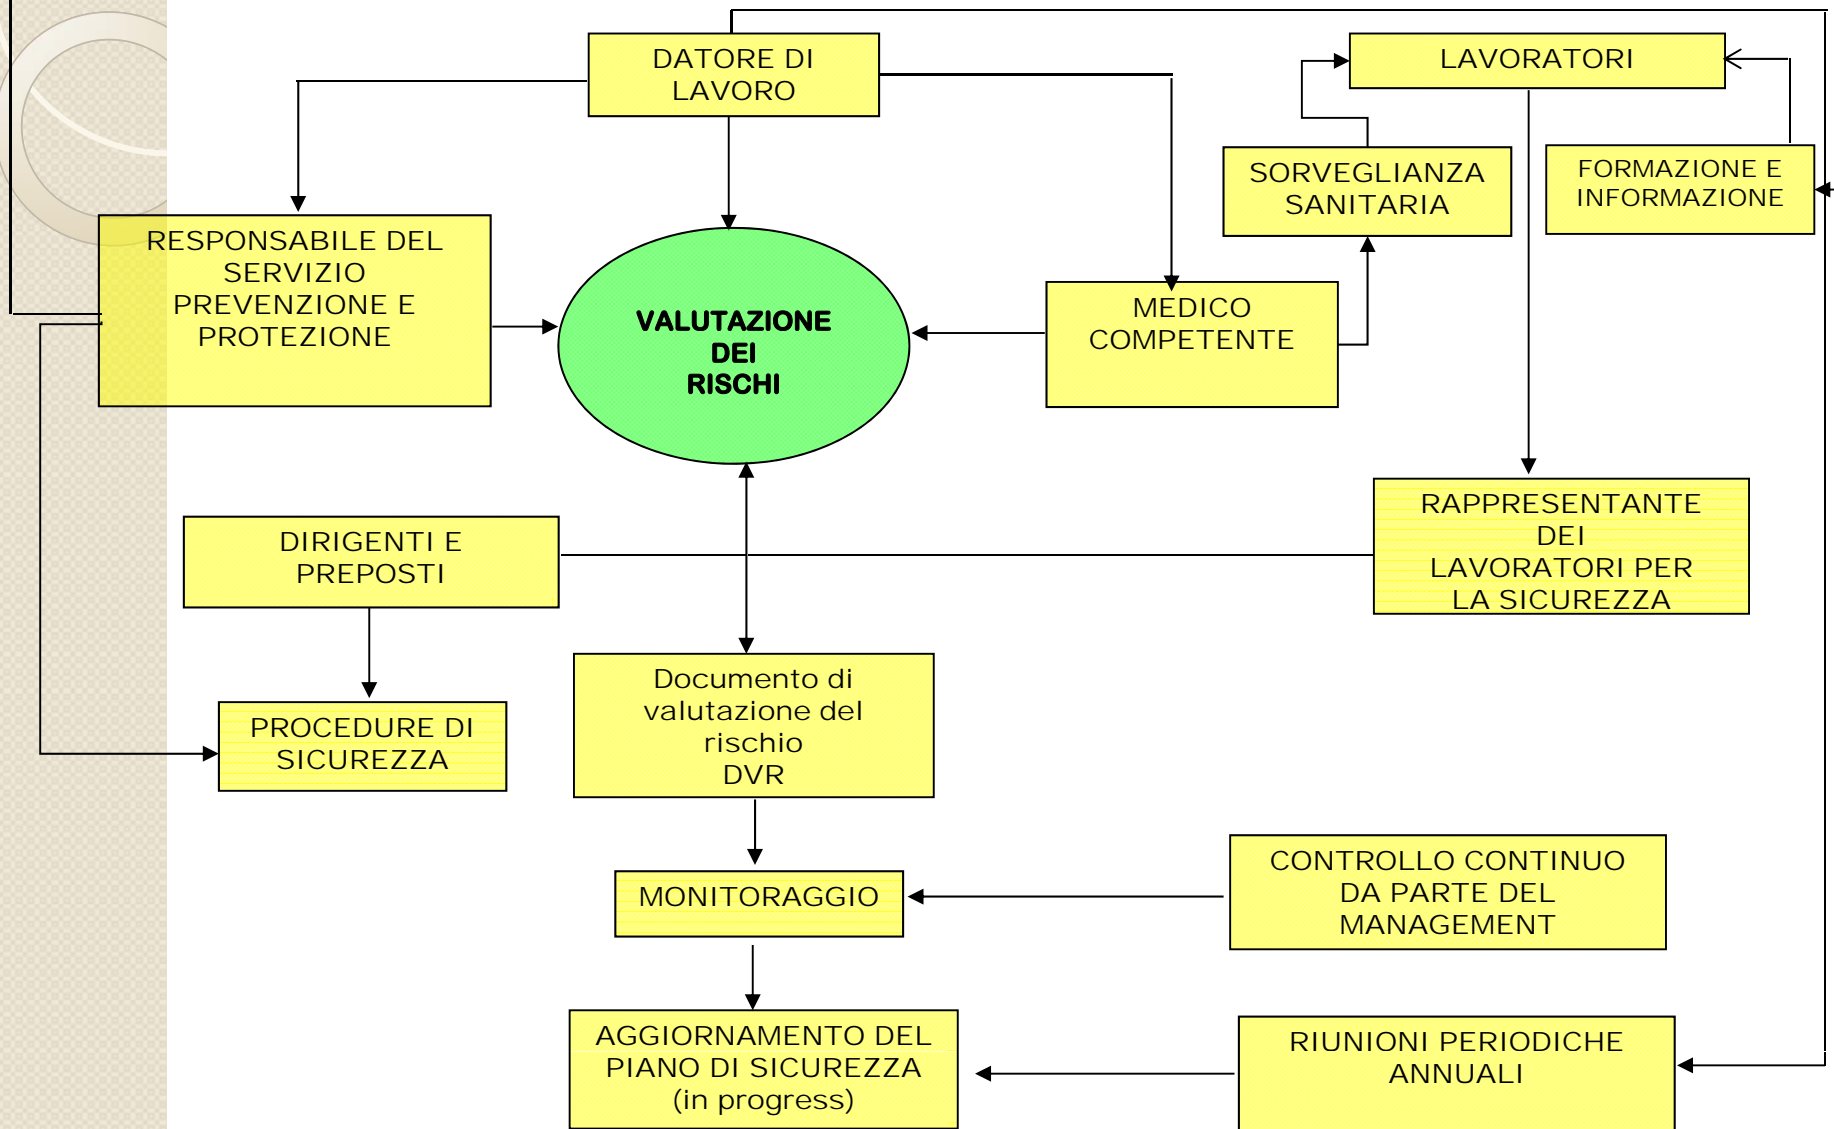 DATORE DI
LAVORO
LAVORATORI
SORVEGLIANZA
SANITARIA
FORMAZIONE E
INFORMAZIONE
RESPONSABILE DEL
SERVIZIO
PREVENZIONE E
PROTEZIONE
VALUTAZIONE
DEI
RISCHI
MEDICO
COMPETENTE
DIRIGENTI E
PREPOSTI
RAPPRESENTANTE
DEI
LAVORATORI PER
LA SICUREZZA
PROCEDURE DI
SICUREZZA
Documento di
valutazione del
rischio
DVR
MONITORAGGIO
CONTROLLO CONTINUO
DA PARTE DEL
MANAGEMENT
AGGIORNAMENTO DEL
PIANO DI SICUREZZA
(in progress)
RIUNIONI PERIODICHE
ANNUALI